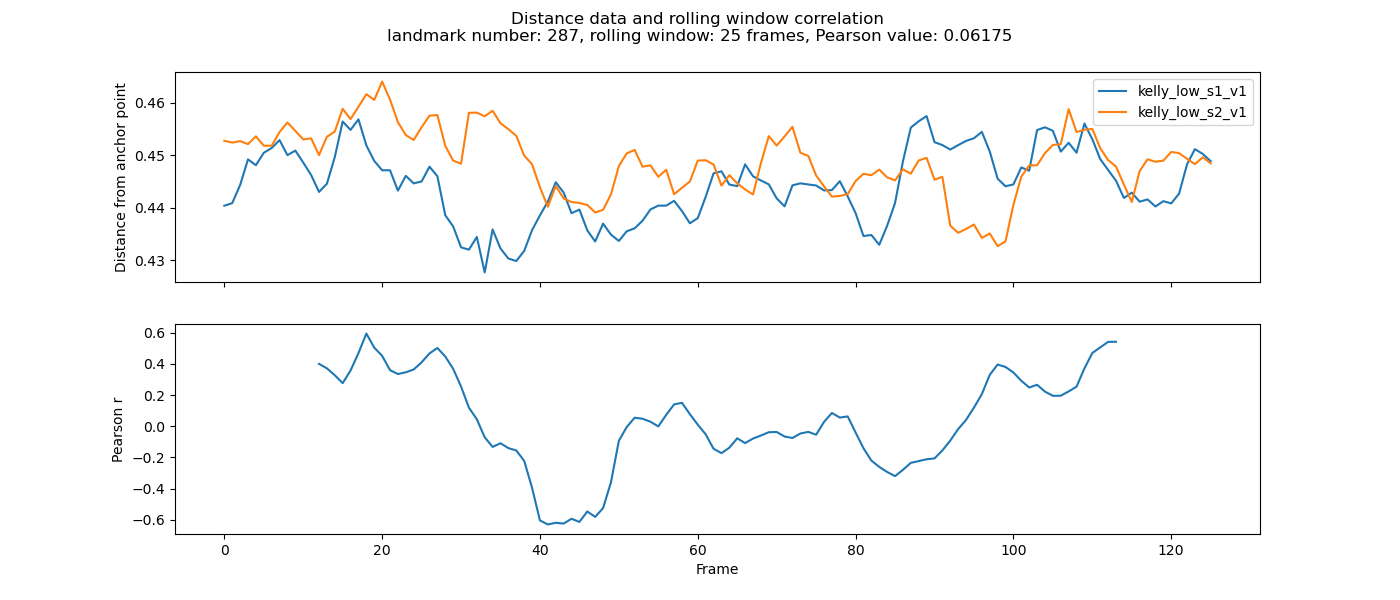 Distance data and rolling window correlation
landmark number: 287, rolling window: 25 frames, Pearson value: 0.06175
Distance from anchor point
0.46
0.45
0.44
0.43
kelly_low_s1_v1
kelly_low_s2_v1
Pearson r
0.6
0.4
0.2
0.0
−0.2
−0.4
−0.6
0 20 40 60 80 100 120
Frame